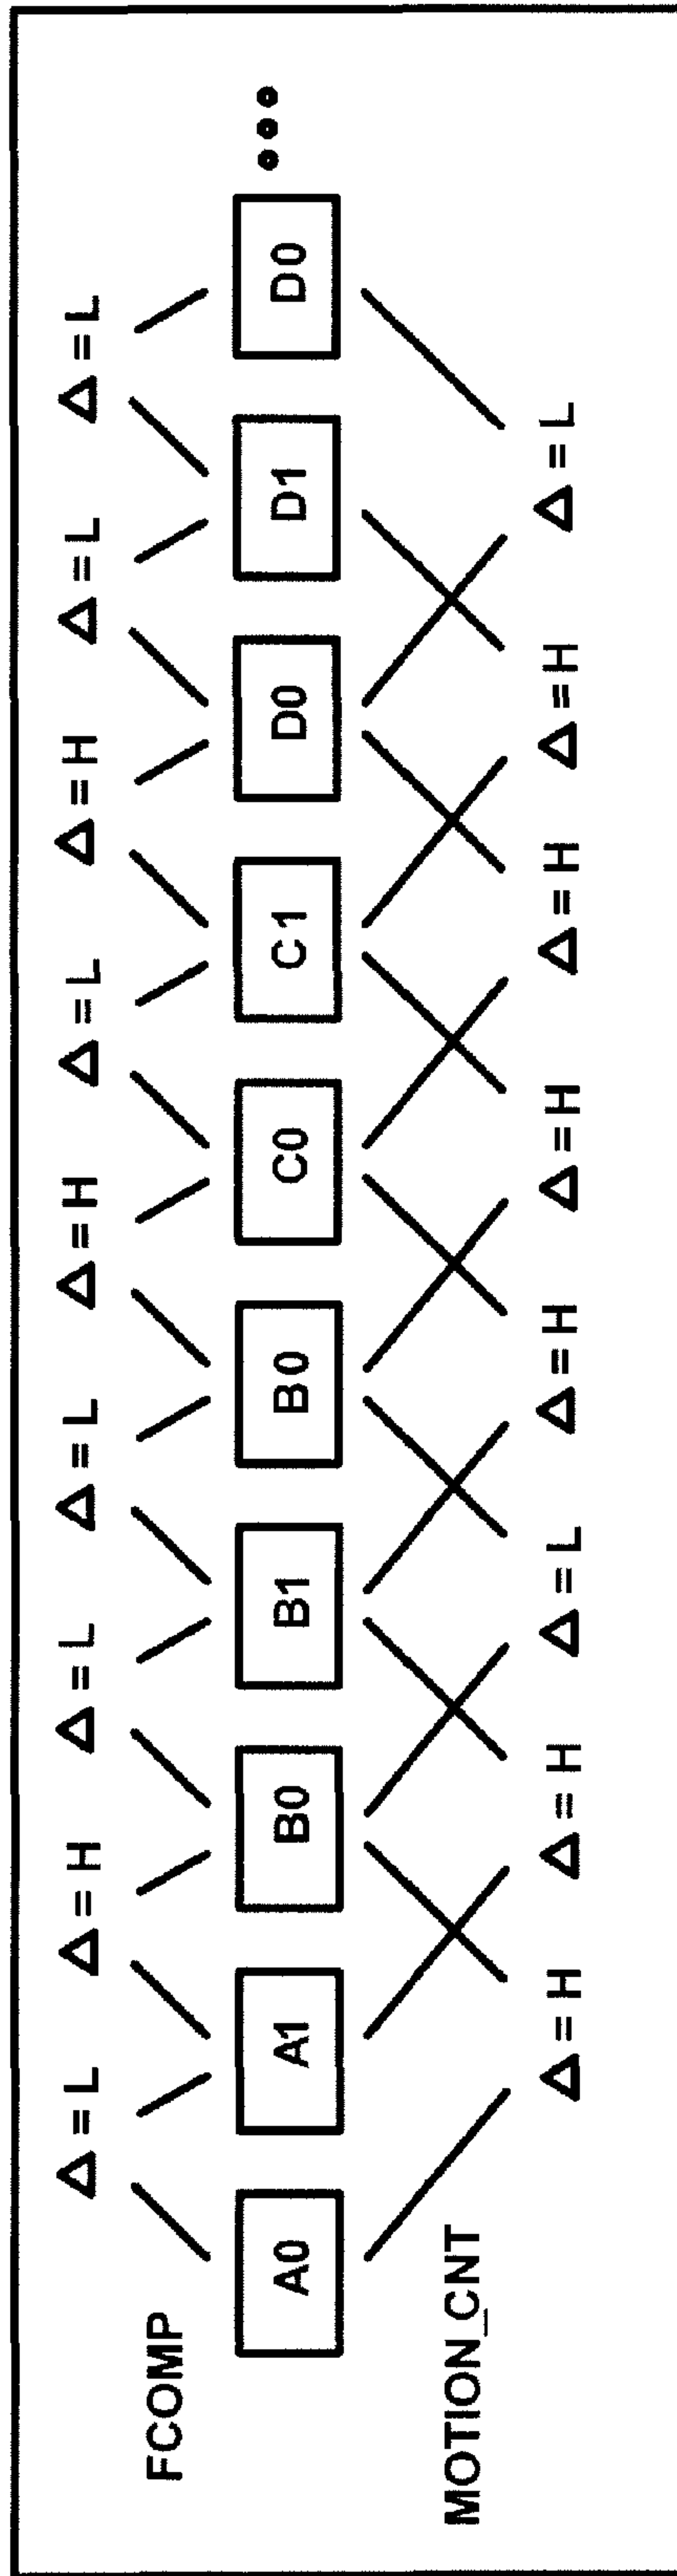 Δ = L Δ = H Δ = L Δ = L Δ = H Δ = L Δ = H Δ = L Δ = L
FCOMP
A0 A1 B0 B1 B0 C0 C1 D0 D1 D0 •••
MOTION_CNT
Δ = H Δ = H Δ = L Δ = H Δ = H Δ = H Δ = H Δ = L